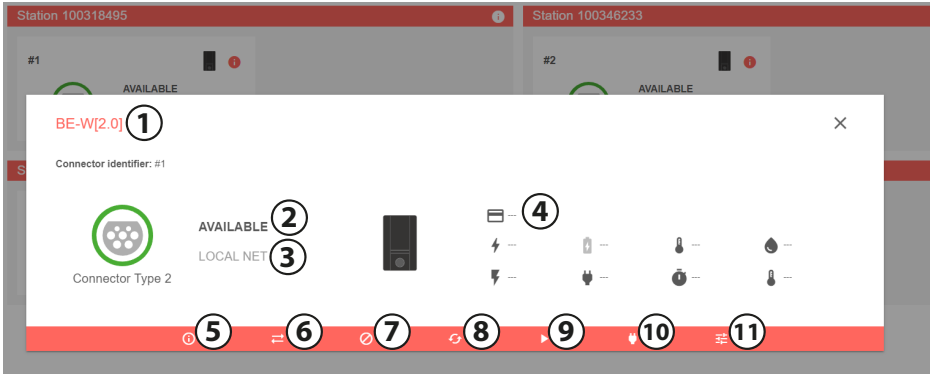 Station 100318495
Station 100346233
#1
#2
AVAILABLE
AVAILABLE
BE-W[2.0] 1
Connector identifier: #1
S
AVAILABLE 2
LOCAL NET 3
Connector Type 2
-- 4
-- -- -- --
-- -- -- --
5 6 7 8 9 10 11